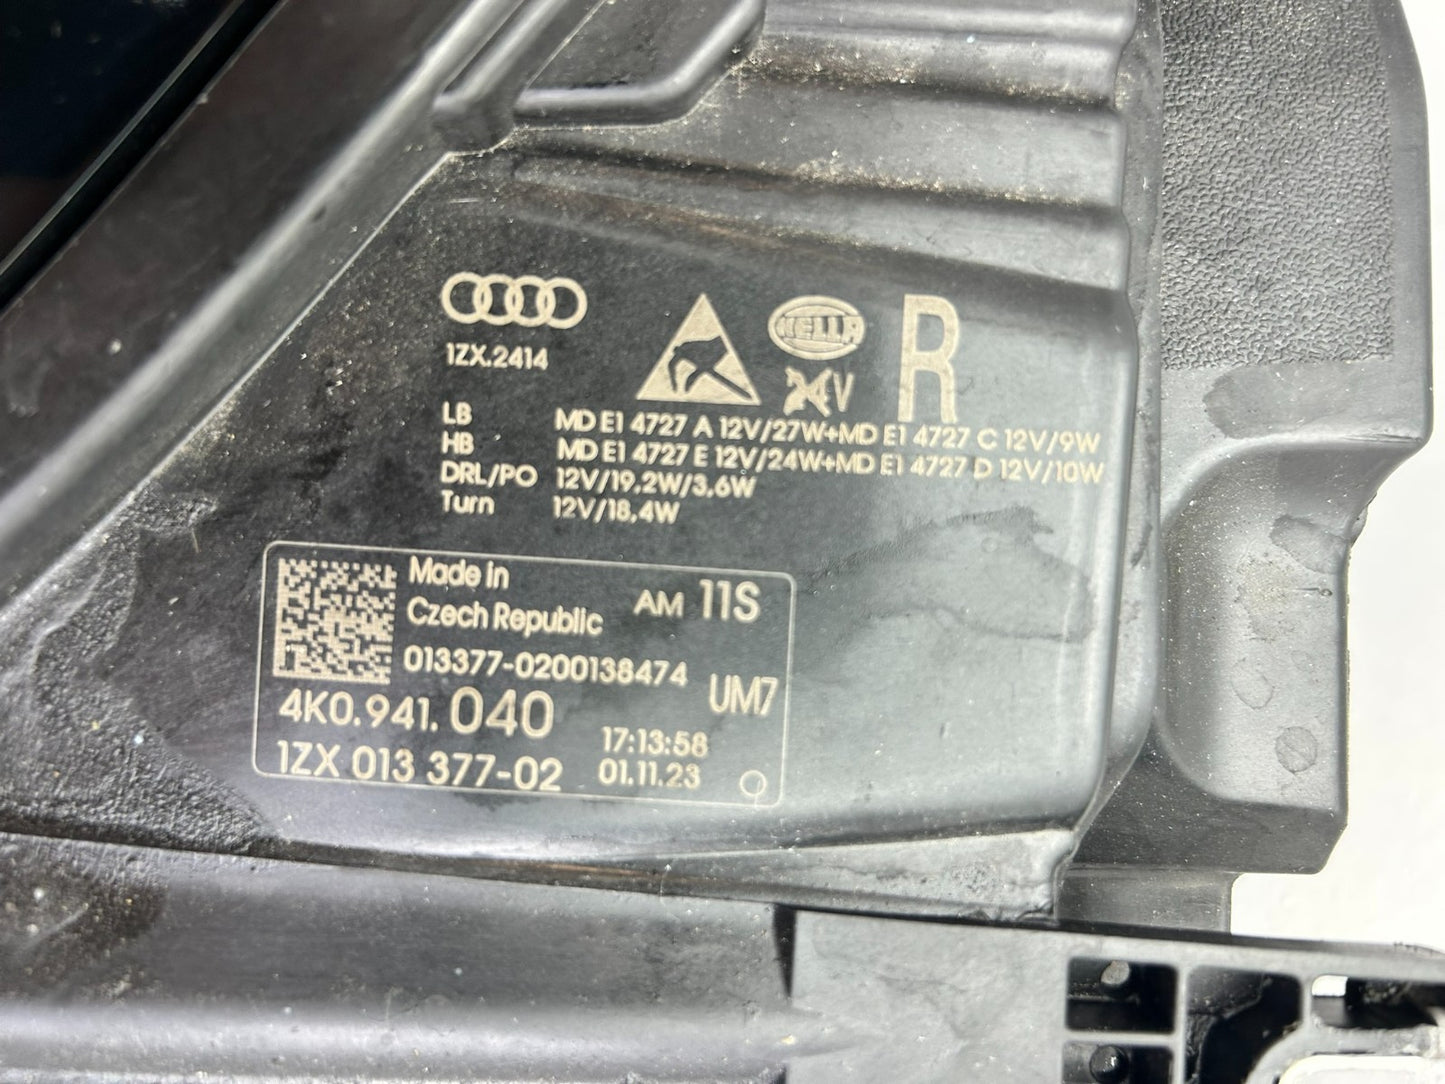 1ZX.2414
HELLA
24V
R
LB MD E1 4727 A 12V/27W+MD E1 4727 C 12V/9W
HB MD E1 4727 E 12V/24W+MD E1 4727 D 12V/10W
DRL/PO 12V/19,2W/3,6W
Turn 12V/18,4W
Made in
Czech Republic
AM 11S
013377-0200138474
UM7
4K0.941.040
17:13:58
1ZX 013 377-02
01.11.23